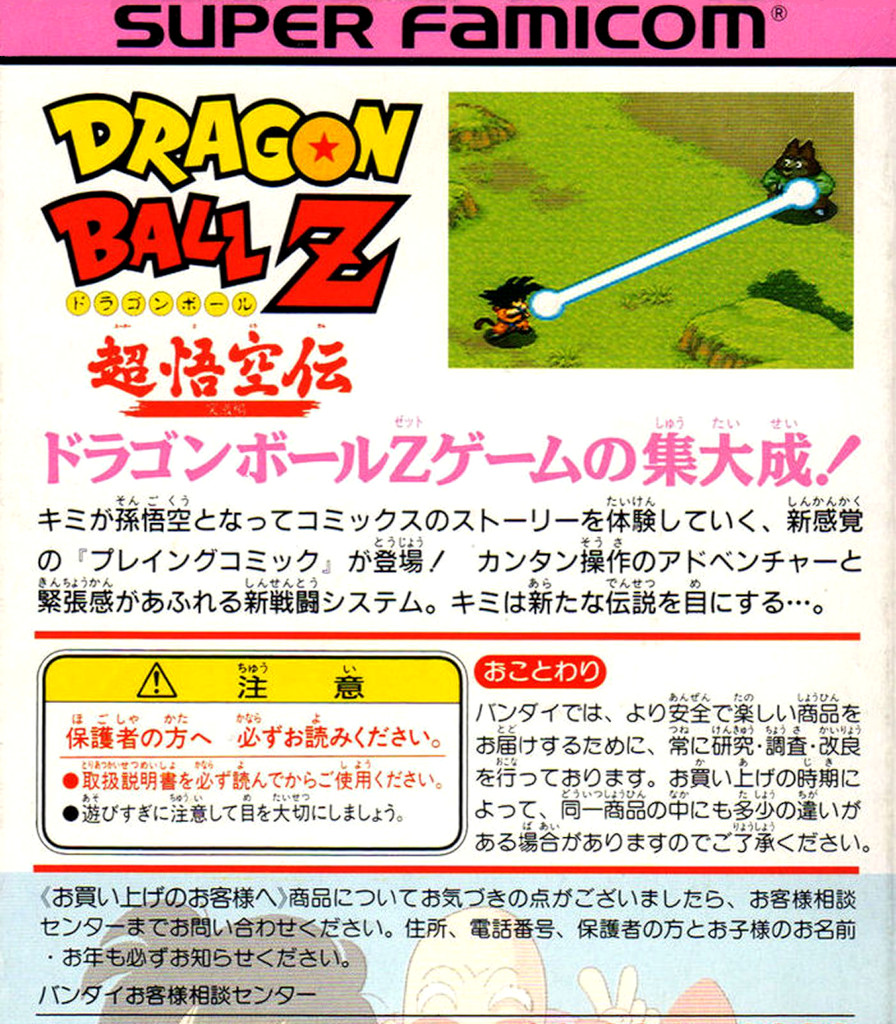 SUPER FAMICOM®
DRAGON
BALL Z
ドラゴンボール
超・悟空伝
ドラゴンボールZゲームの集大成!
キミが孫悟空となってコミックスのストーリーを体験していく、新感覚
の『プレイングコミック』が登場! カンタン操作のアドベンチャーと
緊張感があふれる新戦闘システム。キミは新たな伝説を目にする…。
⚠ 注 意
保護者の方へ 必ずお読みください。
●取扱説明書を必ず読んでからご使用ください。
●遊びすぎに注意して目を大切にしましょう。
おことわり
バンダイでは、より安全で楽しい商品を
お届けするために、常に研究・調査・改良
を行っております。お買い上げの時期に
よって、同一商品の中にも多少の違いが
ある場合がありますのでご了承ください。
《お買い上げのお客様へ》商品についてお気づきの点がございましたら、お客様相談
センターまでお問い合わせください。住所、電話番号、保護者の方とお子様のお名前
・お年も必ずお知らせください。
バンダイお客様相談センター